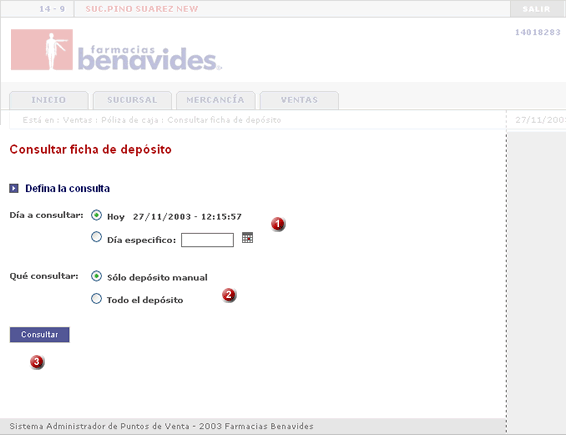 14 - 9 SUC.PINO SUAREZ NEW SALIR
14018283
farmacias
benavides
INICIO SUCURSAL MERCANCÍA VENTAS
Está en : Ventas : Póliza de caja : Consultar ficha de depósito 27/11/200
Consultar ficha de depósito
Defina la consulta
Día a consultar: Hoy 27/11/2003 - 12:15:57
1
Día especifico:
Qué consultar: Sólo depósito manual
2
Todo el depósito
Consultar
3
Sistema Administrador de Puntos de Venta - 2003 Farmacias Benavides